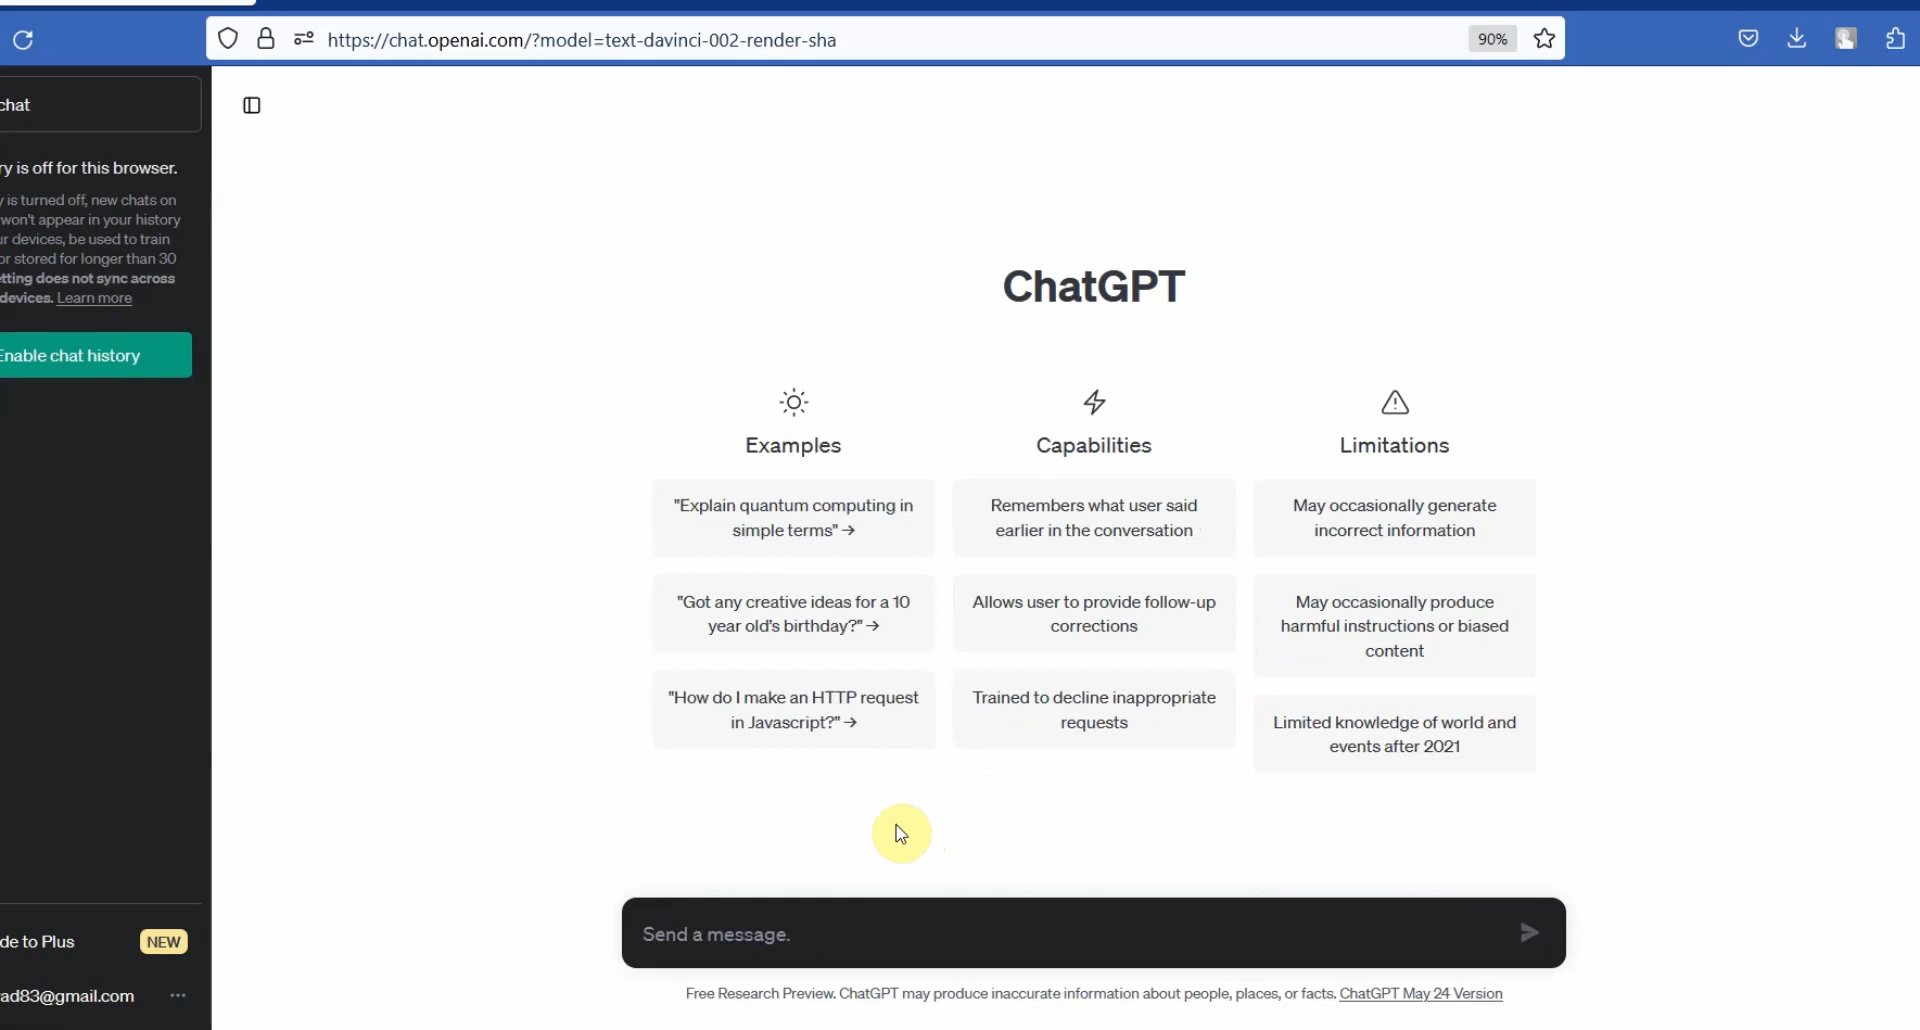 https://chat.openai.com/?model=text-davinci-002-render-sha
90%
chat
ry is off for this browser.
y is turned off, new chats on
won't appear in your history
ur devices, be used to train
or stored for longer than 30
etting does not sync across
devices. Learn more
Enable chat history
de to Plus
NEW
rad83@gmail.com
ChatGPT
Examples
"Explain quantum computing in
simple terms" →
"Got any creative ideas for a 10
year old's birthday?" →
"How do I make an HTTP request
in Javascript?" →
Capabilities
Remembers what user said
earlier in the conversation
Allows user to provide follow-up
corrections
Trained to decline inappropriate
requests
Limitations
May occasionally generate
incorrect information
May occasionally produce
harmful instructions or biased
content
Limited knowledge of world and
events after 2021
Send a message.
Free Research Preview. ChatGPT may produce inaccurate information about people, places, or facts. ChatGPT May 24 Version